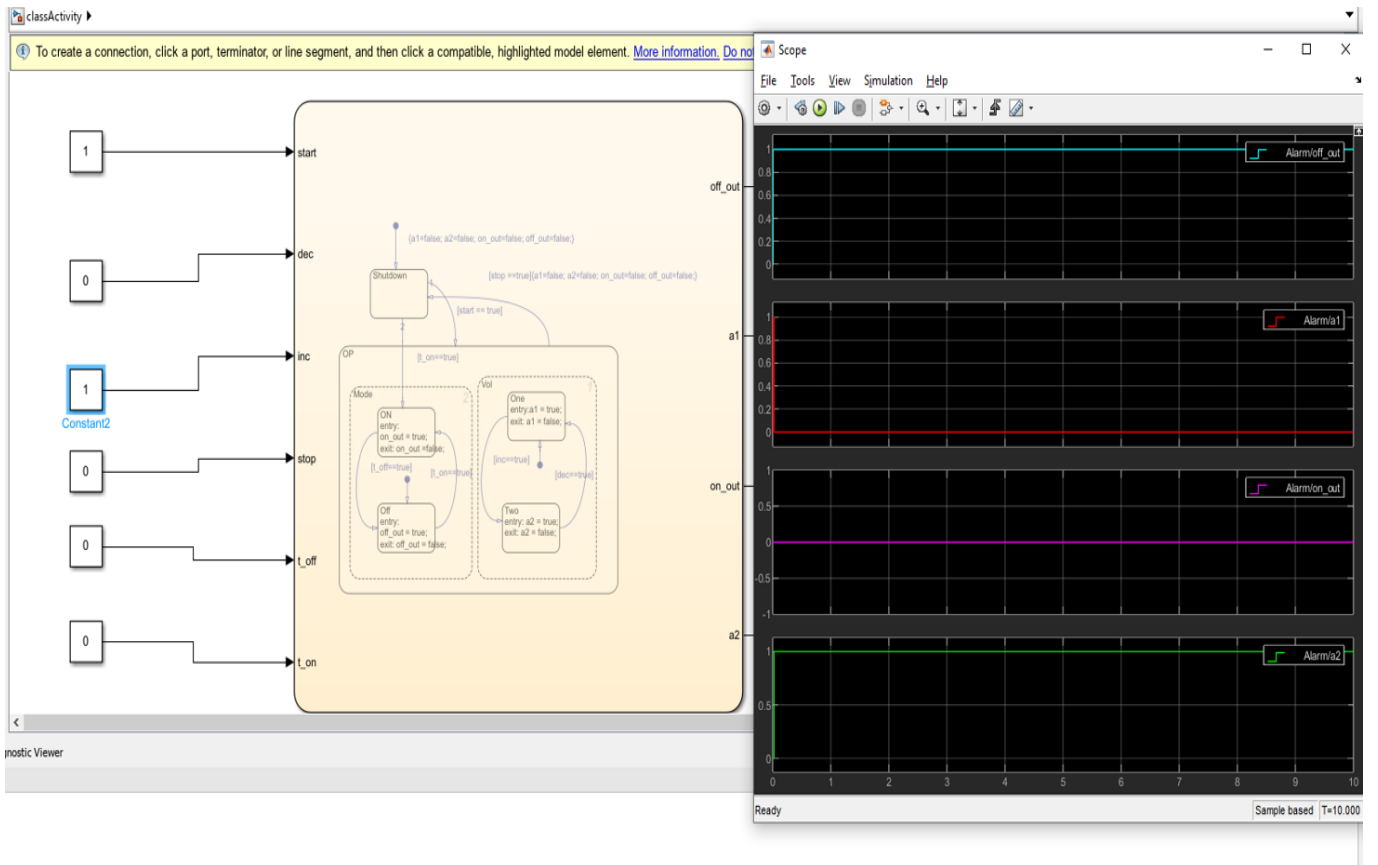 classActivity
To create a connection, click a port, terminator, or line segment, and then click a compatible, highlighted model element. More information. Do no
1
start
0
dec
1
inc
Constant2
0
stop
0
t_off
0
t_on
off_out
a1
on_out
a2
{a1=false; a2=false; on_out=false; off_out=false;}
Shutdown
1
2
[stop ==true]{a1=false; a2=false; on_out=false; off_out=false;}
[start == true]
[t_on==true]
OP
Mode
2
ON
entry:
on_out = true;
exit: on_out =false;
[t_off==true]
[t_on==true]
Off
entry:
off_out = true;
exit: off_out = false;
Vol
1
One
entry:a1 = true;
exit: a1 = false;
[inc==true]
[dec==true]
Two
entry: a2 = true;
exit: a2 = false;
gnostic Viewer
Scope
File Tools View Simulation Help
Alarm/off_out
1
0.8
0.6
0.4
0.2
0
Alarm/a1
1
0.8
0.6
0.4
0.2
0
Alarm/on_out
1
0.5
0
-0.5
-1
Alarm/a2
1
0.5
0
0 1 2 3 4 5 6 7 8 9 10
Ready
Sample based T=10.000